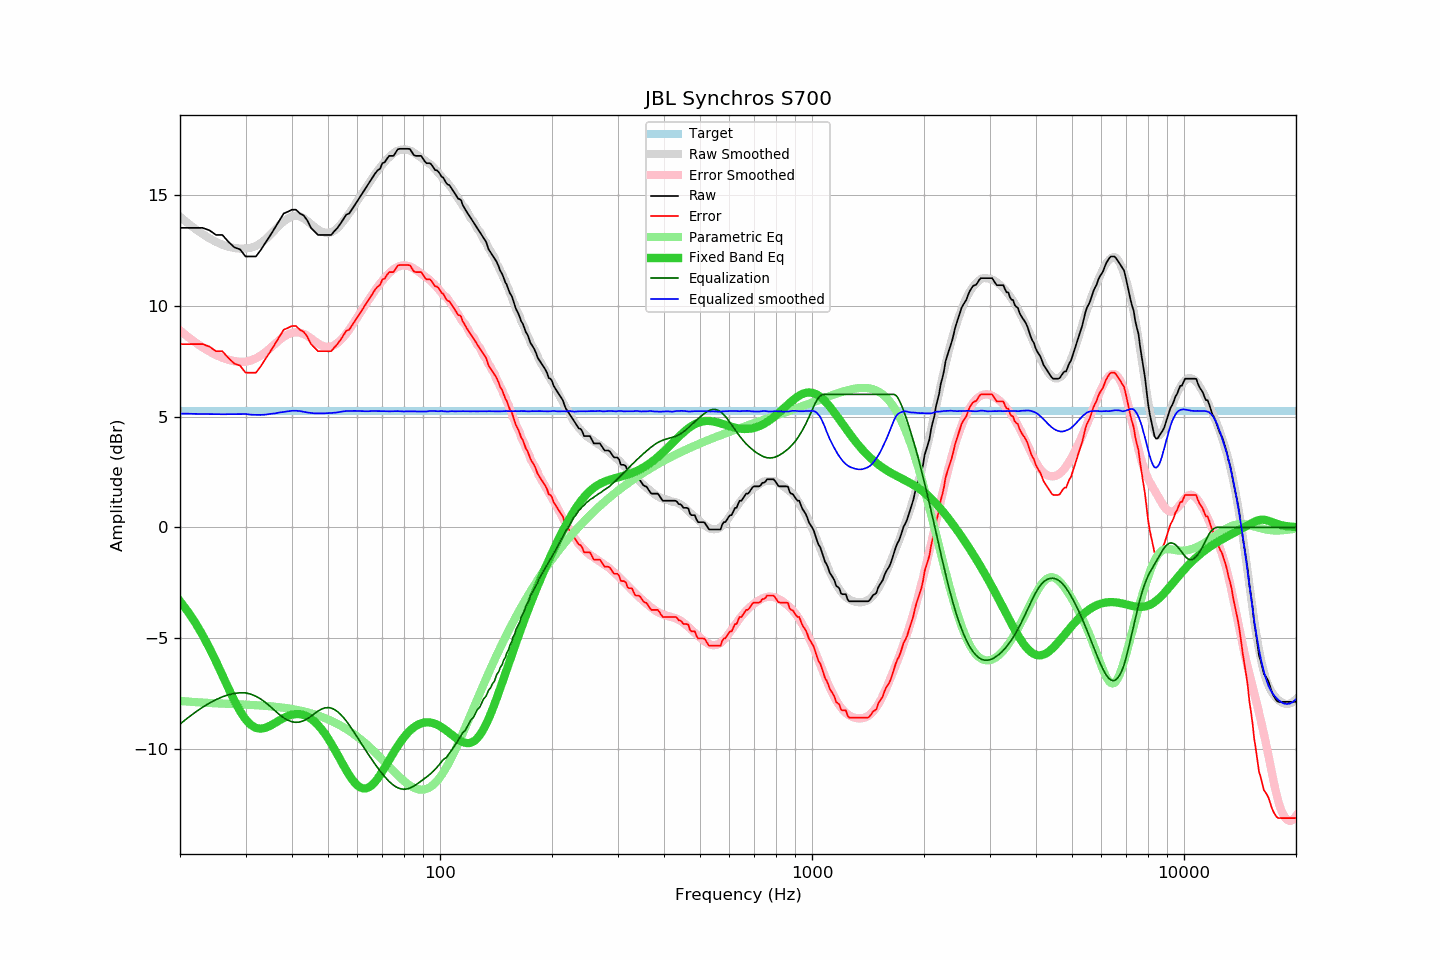 JBL Synchros S700
Target
Raw Smoothed
Error Smoothed
Raw
Error
Parametric Eq
Fixed Band Eq
Equalization
Equalized smoothed
15
10
5
0
−5
−10
Amplitude (dBr)
100
1000
10000
Frequency (Hz)